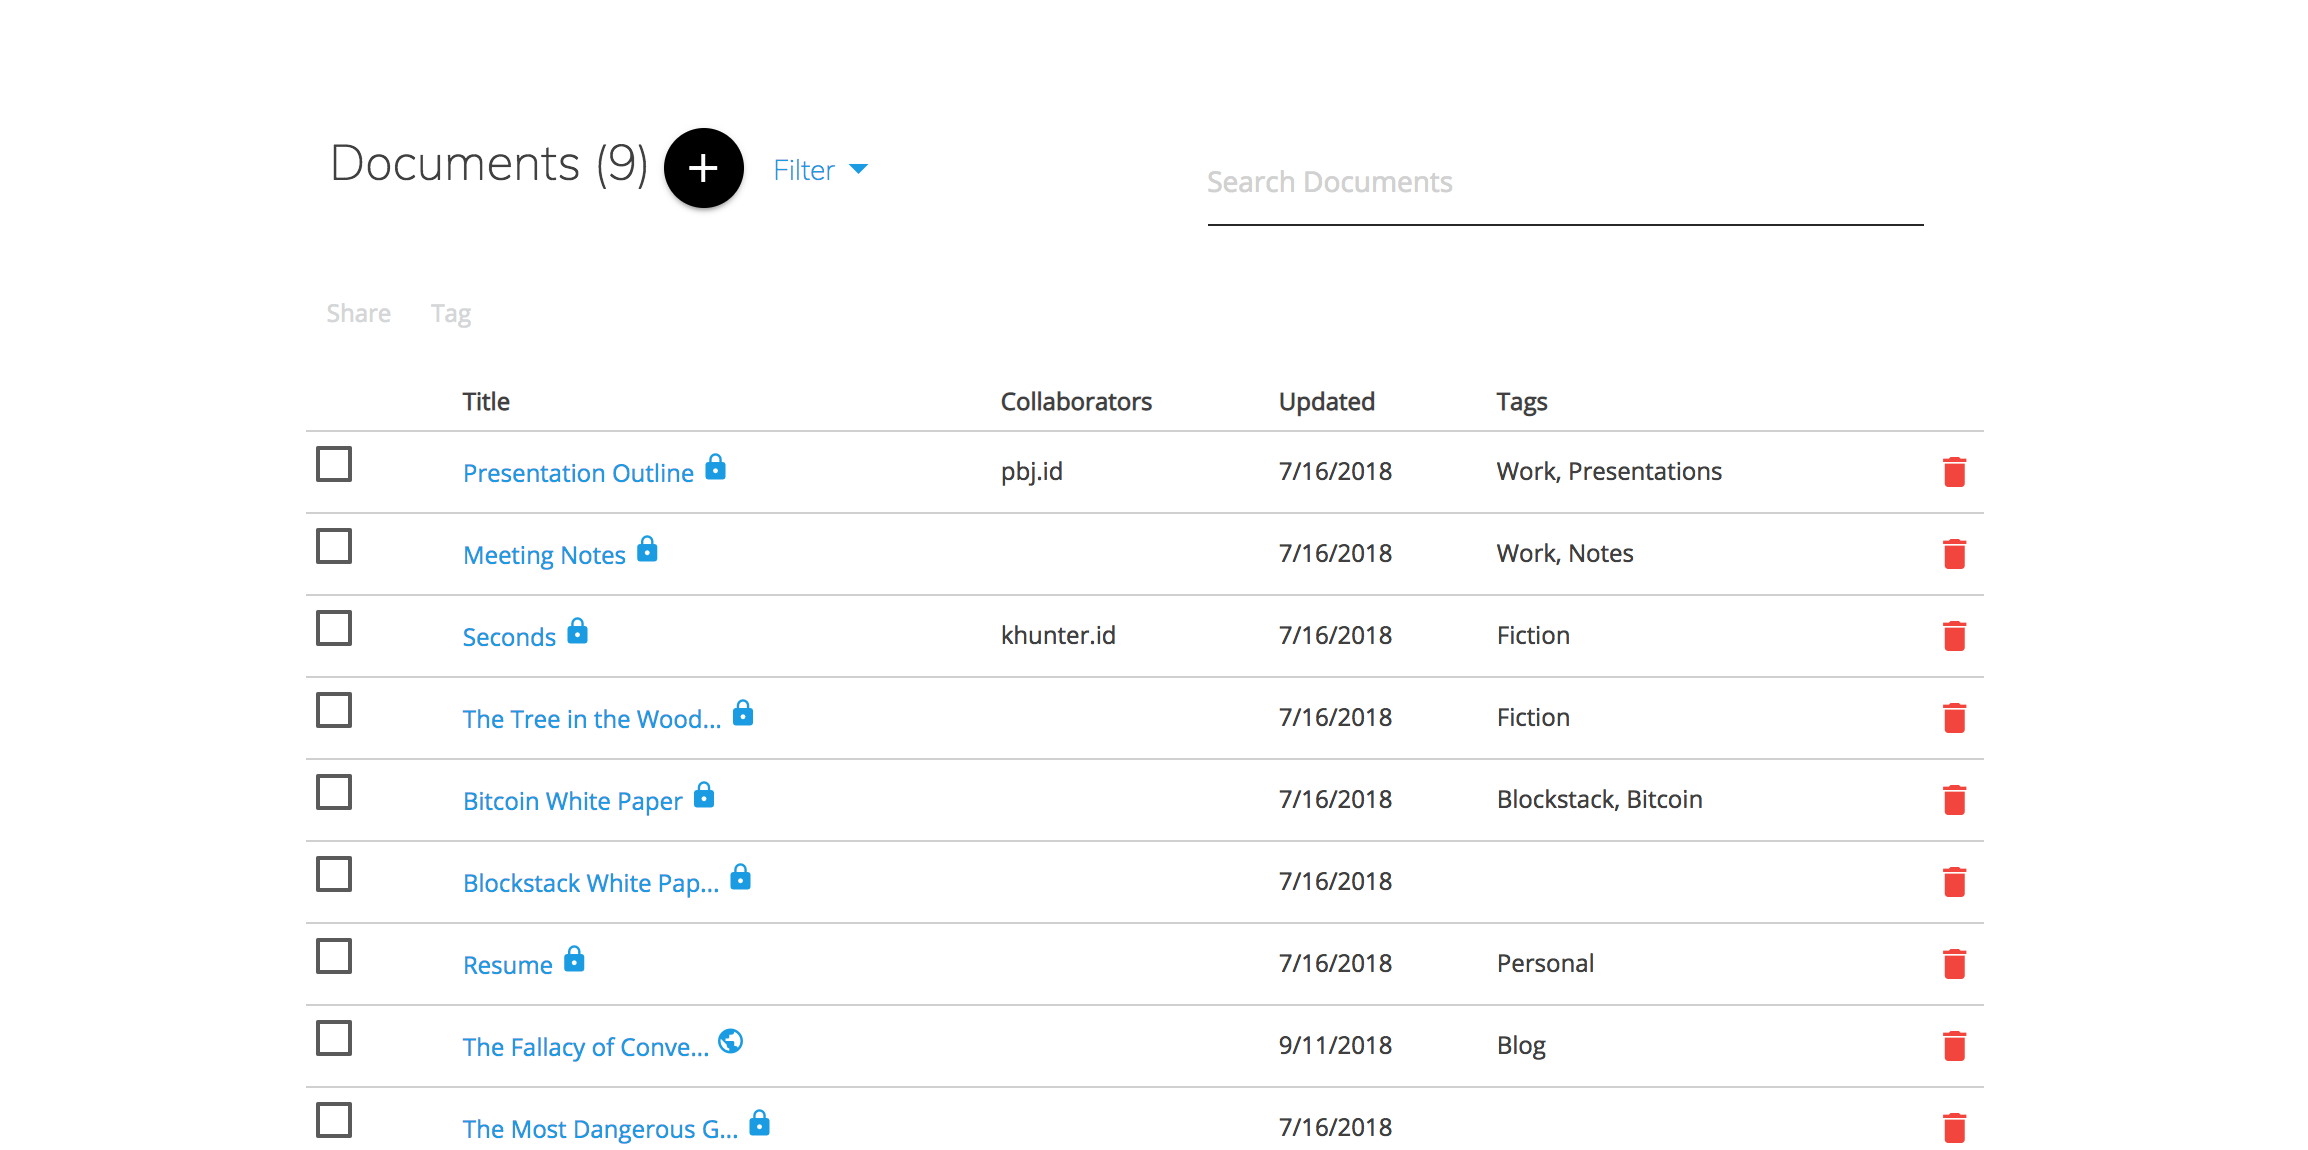 Documents (9) + Filter
Search Documents
Share Tag
Title Collaborators Updated Tags
Presentation Outline pbj.id 7/16/2018 Work, Presentations
Meeting Notes 7/16/2018 Work, Notes
Seconds khunter.id 7/16/2018 Fiction
The Tree in the Wood... 7/16/2018 Fiction
Bitcoin White Paper 7/16/2018 Blockstack, Bitcoin
Blockstack White Pap... 7/16/2018
Resume 7/16/2018 Personal
The Fallacy of Conve... 9/11/2018 Blog
The Most Dangerous G... 7/16/2018